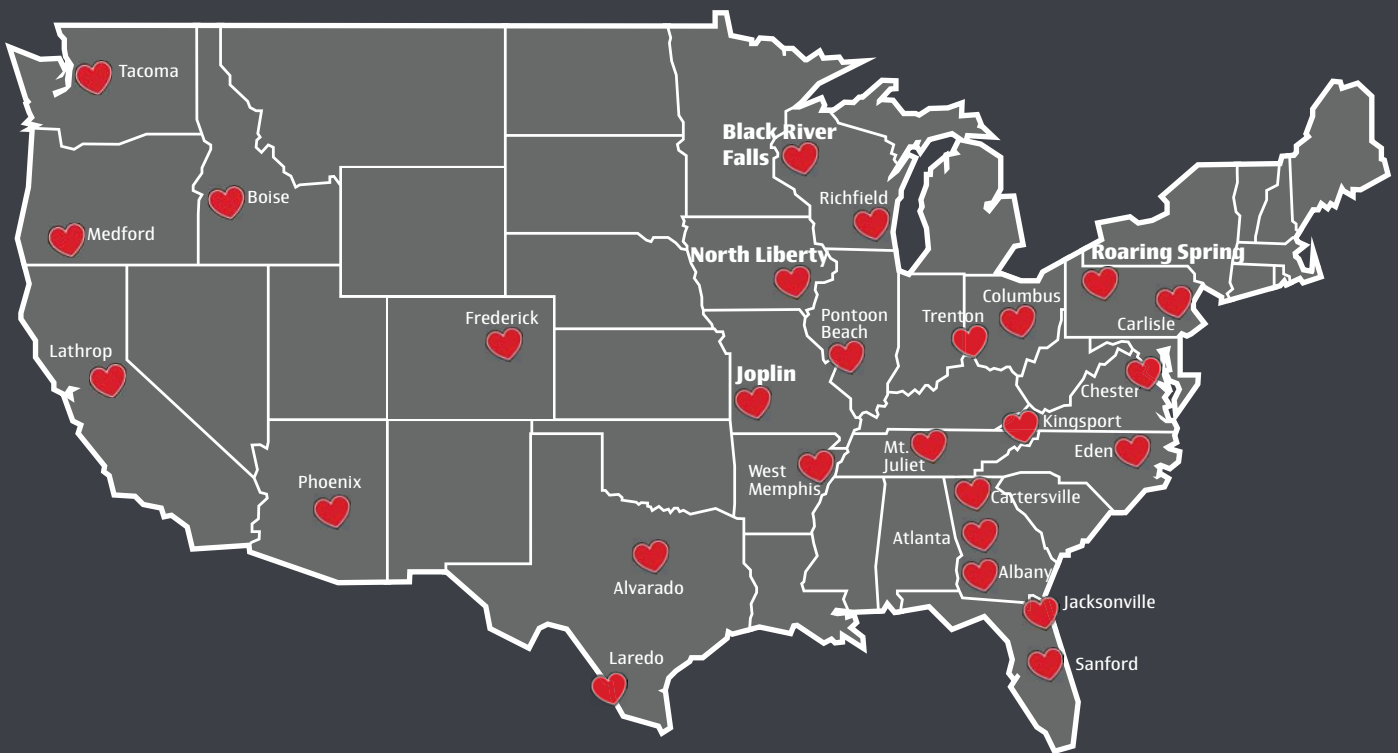 Tacoma
Black River
Falls
Boise
Richfield
Medford
North Liberty
Roaring Spring
Columbus
Frederick
Pontoon
Beach
Trenton
Carlisle
Lathrop
Joplin
Chester
Kingsport
Mt.
Juliet
Eden
West
Memphis
Phoenix
Cartersville
Atlanta
Albany
Alvarado
Jacksonville
Laredo
Sanford